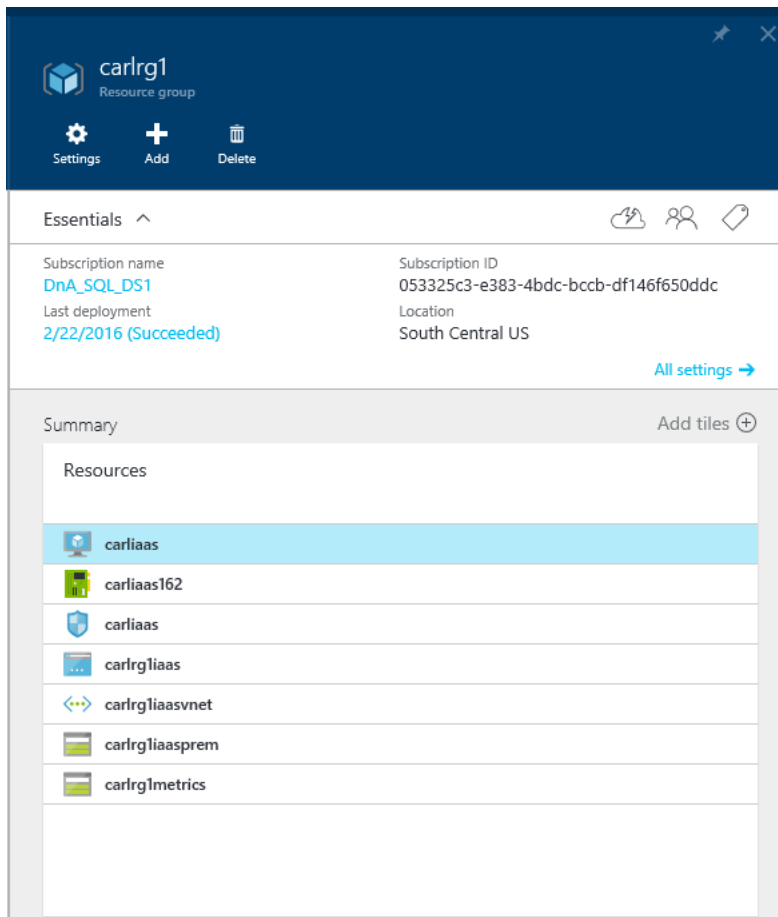 carlrg1
Resource group
Settings Add Delete
Essentials
Subscription name Subscription ID
DnA_SQL_DS1 053325c3-e383-4bdc-bccb-df146f650ddc
Last deployment Location
2/22/2016 (Succeeded) South Central US
All settings
Summary Add tiles
Resources
carliaas
carliaas162
carliaas
carlrg1iaas
carlrg1iaasvnet
carlrg1iaasprem
carlrg1metrics